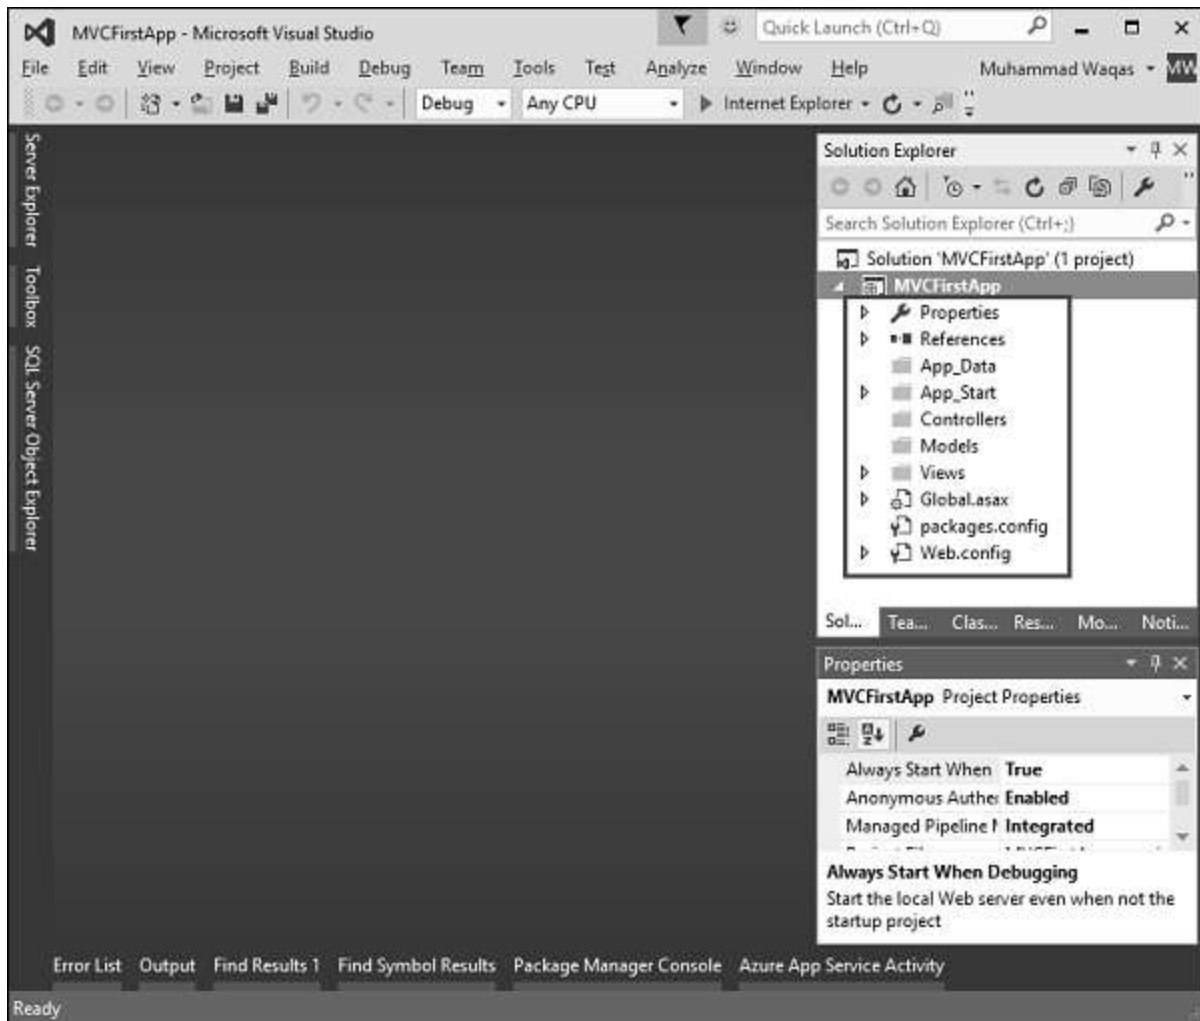 MVCFirstApp - Microsoft Visual Studio
Quick Launch (Ctrl+Q)
File Edit View Project Build Debug Team Tools Test Analyze Window Help
Muhammad Waqas MW
Debug Any CPU Internet Explorer
Server Explorer
Toolbox
SQL Server Object Explorer
Solution Explorer
Search Solution Explorer (Ctrl+;)
Solution 'MVCFirstApp' (1 project)
MVCFirstApp
Properties
References
App_Data
App_Start
Controllers
Models
Views
Global.asax
packages.config
Web.config
Sol... Tea... Clas... Res... Mo... Noti...
Properties
MVCFirstApp Project Properties
Always Start When True
Anonymous Authe Enabled
Managed Pipeline Integrated
Always Start When Debugging
Start the local Web server even when not the
startup project
Error List Output Find Results 1 Find Symbol Results Package Manager Console Azure App Service Activity
Ready